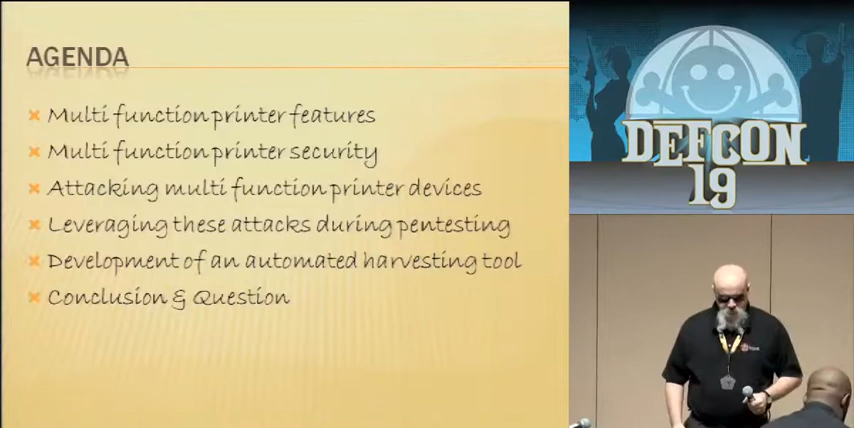 AGENDA
Multi function printer features
Multi function printer security
Attacking multi function printer devices
Leveraging these attacks during pentesting
Development of an automated harvesting tool
Conclusion & Question
DEFCON
19